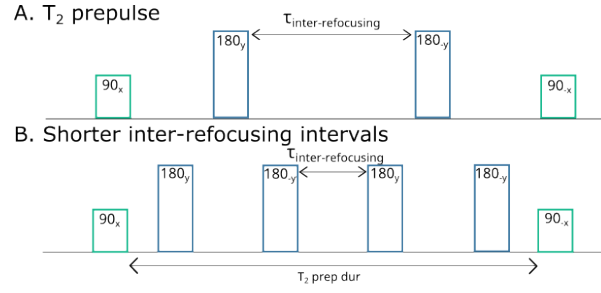 A. T₂ prepulse
τinter-refocusing
90ₓ
180y
180-y
90-x
B. Shorter inter-refocusing intervals
τinter-refocusing
90ₓ
180y
180-y
180y
180-y
90-x
T₂ prep dur